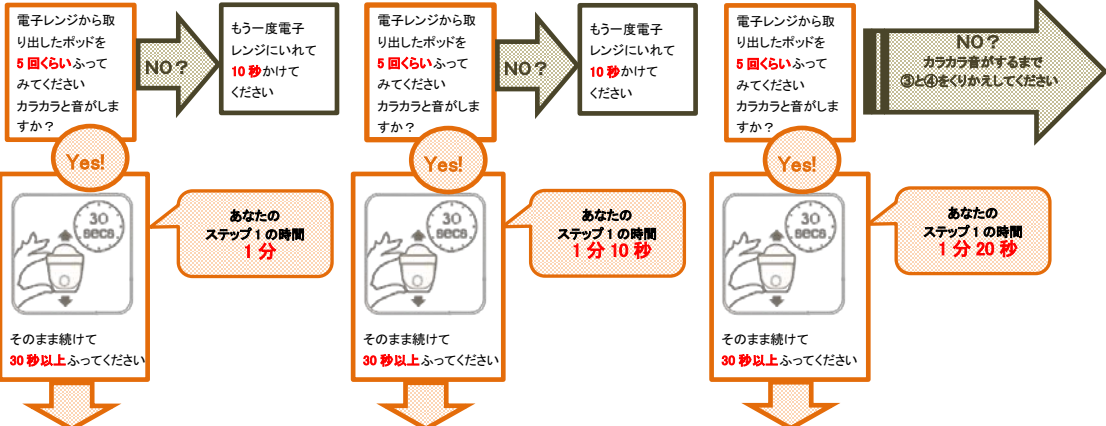 電子レンジから取
り出したポッドを
5回くらいふって
みてください
カラカラと音がしま
すか？
NO？
もう一度電子
レンジにいれて
10秒かけて
ください
Yes!
30
secs
あなたの
ステップ1の時間
1分
そのまま続けて
30秒以上ふってください
電子レンジから取
り出したポッドを
5回くらいふって
みてください
カラカラと音がしま
すか？
NO？
もう一度電子
レンジにいれて
10秒かけて
ください
Yes!
30
secs
あなたの
ステップ1の時間
1分10秒
そのまま続けて
30秒以上ふってください
電子レンジから取
り出したポッドを
5回くらいふって
みてください
カラカラと音がしま
すか？
NO？
カラカラ音がするまで
③と④をくりかえしてください
Yes!
30
secs
あなたの
ステップ1の時間
1分20秒
そのまま続けて
30秒以上ふってください